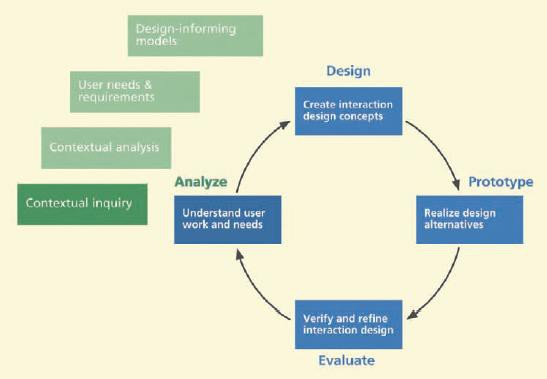 Design-informing
models
User needs &
requirements
Contextual analysis
Contextual inquiry
Design
Create interaction
design concepts
Analyze
Understand user
work and needs
Prototype
Realize design
alternatives
Verify and refine
interaction design
Evaluate